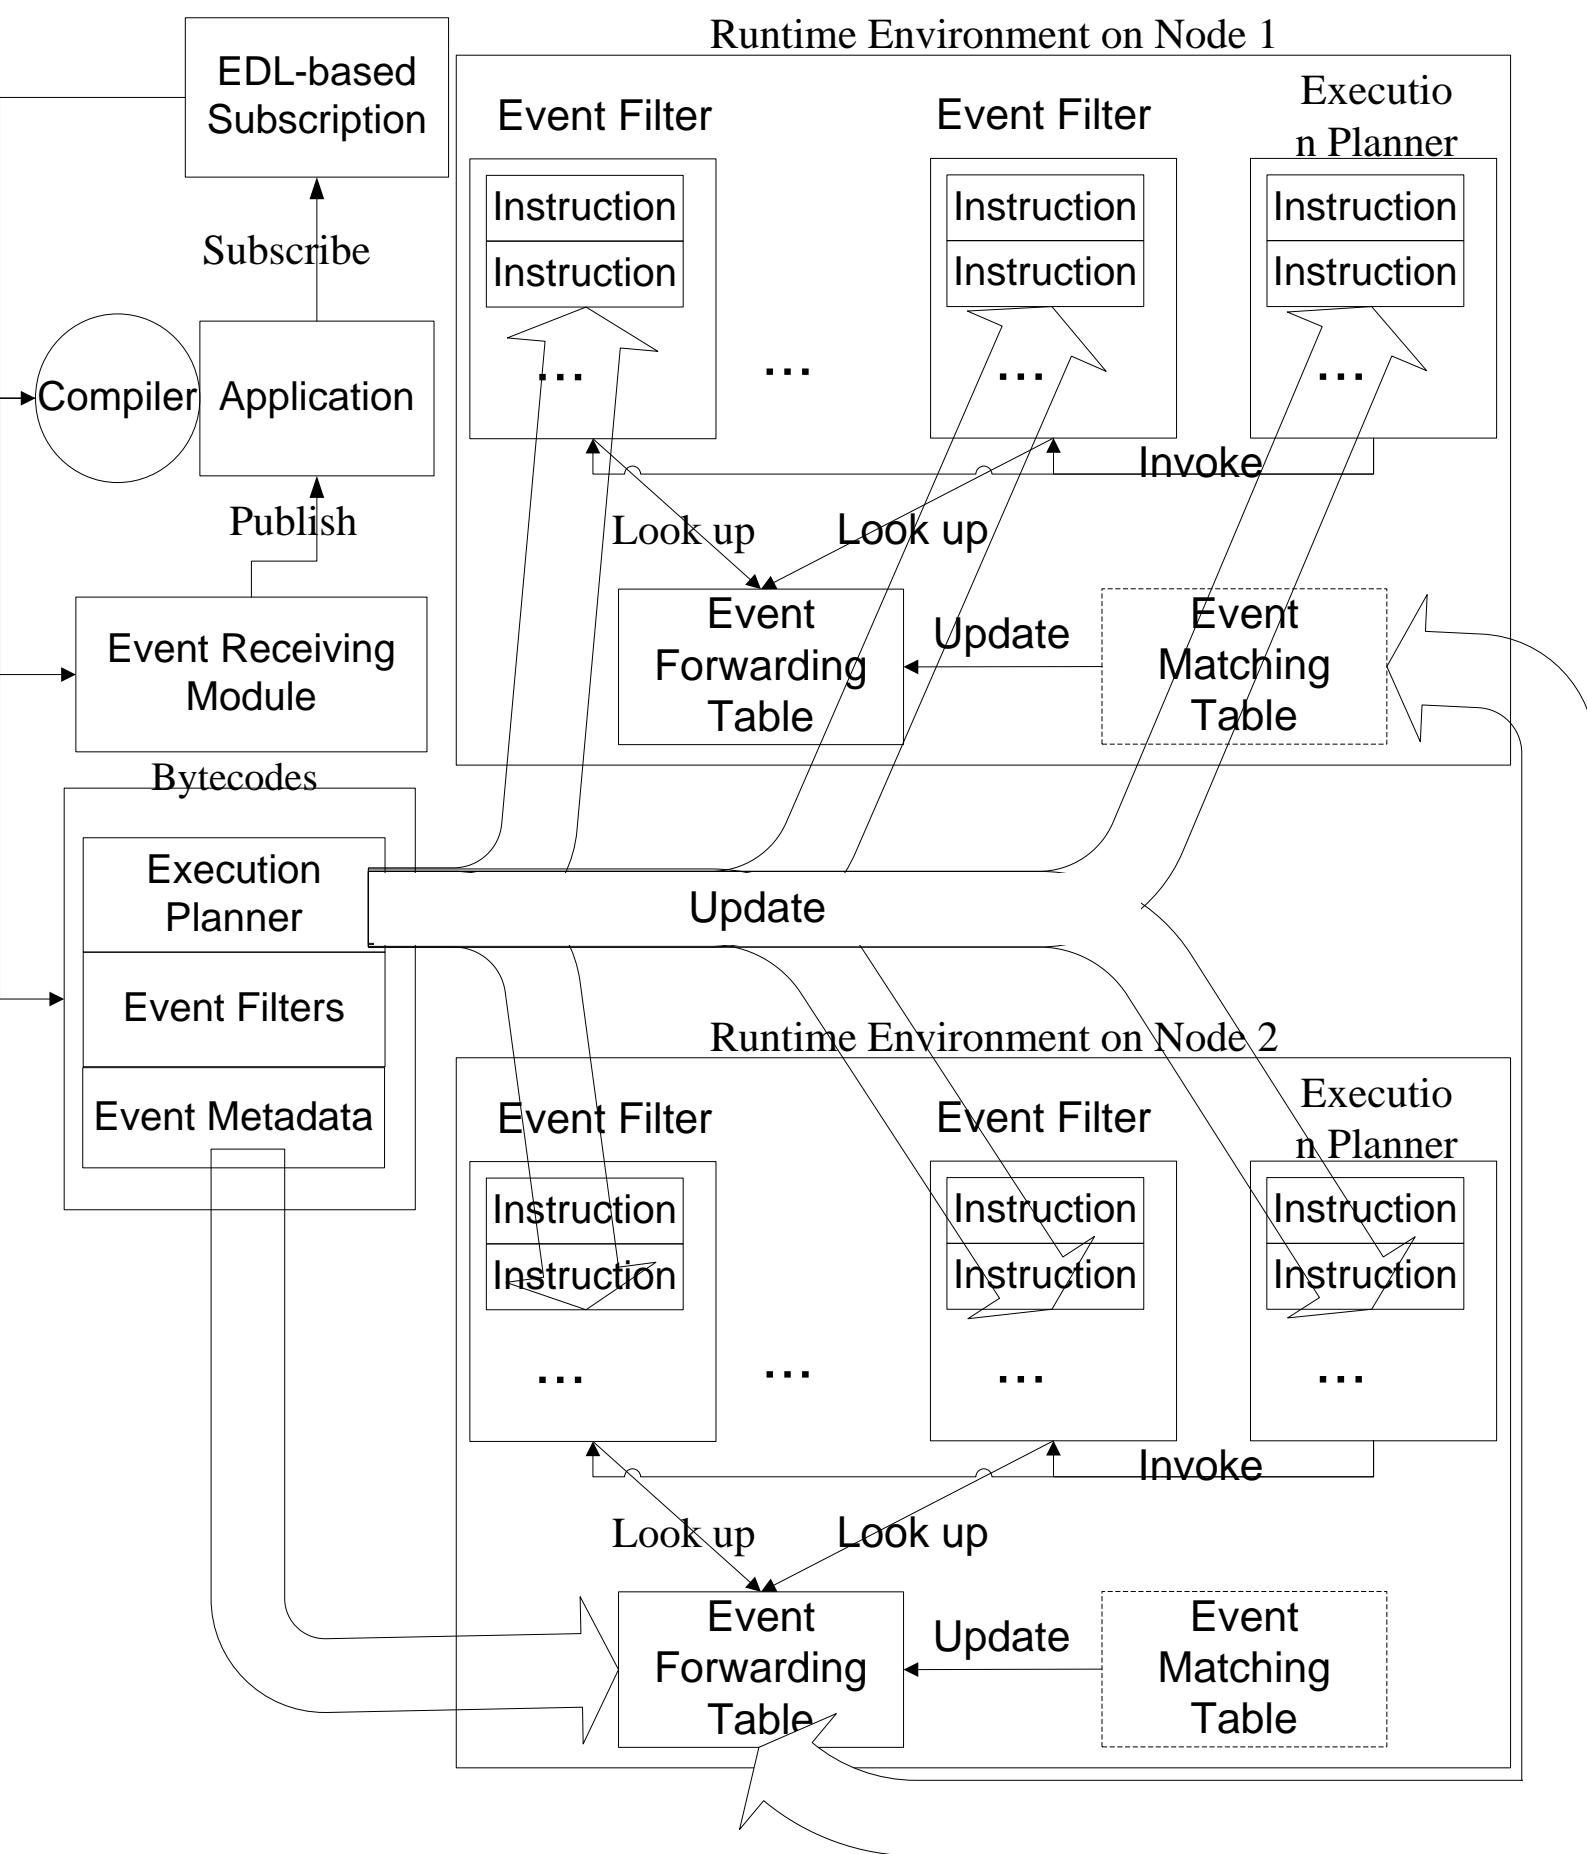 Runtime Environment on Node 1
EDL-based
Subscription
Subscribe
Compiler
Application
Publish
Event Receiving
Module
Event Filter
Instruction
Instruction
...
...
Event Filter
Instruction
Instruction
...
Executio
n Planner
Instruction
Instruction
...
Invoke
Look up
Look up
Event
Forwarding
Table
Update
Event
Matching
Table
Bytecodes
Execution
Planner
Event Filters
Event Metadata
Update
Runtime Environment on Node 2
Event Filter
Instruction
Instruction
...
...
Event Filter
Instruction
Instruction
...
Executio
n Planner
Instruction
Instruction
...
Invoke
Look up
Look up
Event
Forwarding
Table
Update
Event
Matching
Table